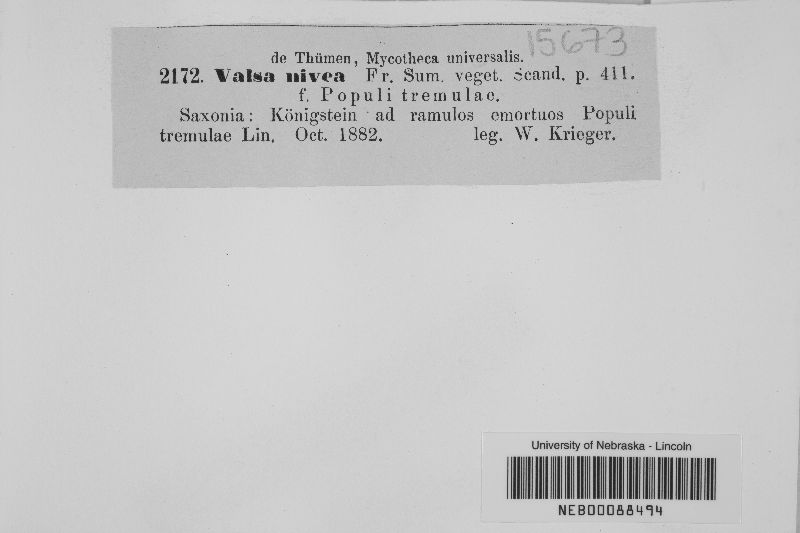 15673
de Thümen, Mycotheca universalis.
2172. Valsa nivea Fr. Sum. veget. Scand. p. 411.
f. Populi tremulae.
Saxonia: Königstein ad ramulos emortuos Populi
tremulae Lin. Oct. 1882. leg. W. Krieger.
University of Nebraska - Lincoln
NEB00088494